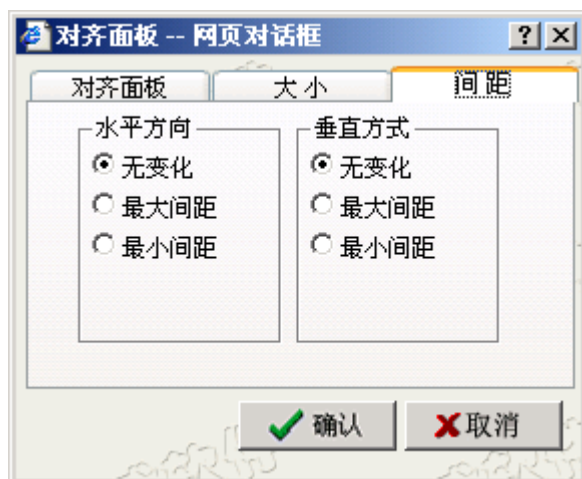 对齐面板 -- 网页对话框
对齐面板 大小 间距
水平方向 垂直方式
无变化 无变化
最大间距 最大间距
最小间距 最小间距
确认 取消